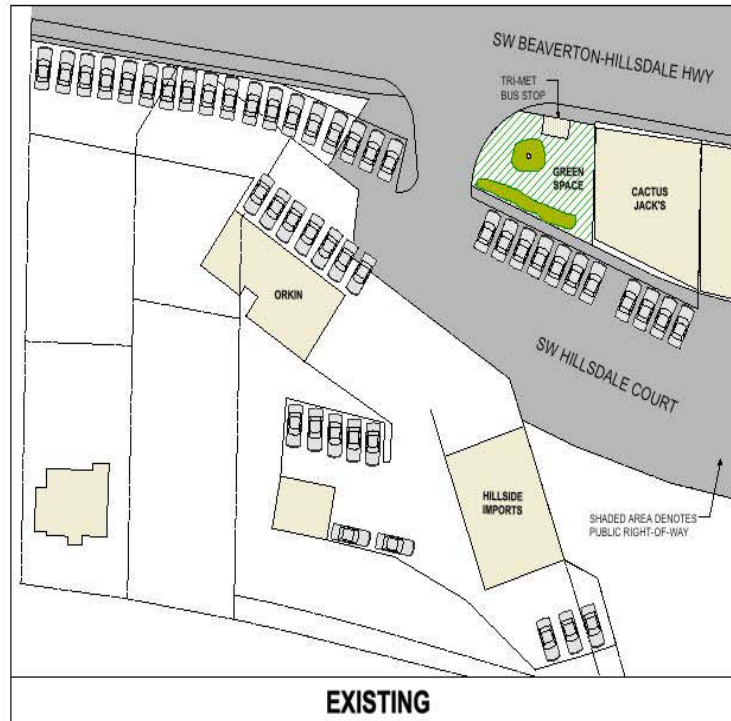 SW BEAVERTON-HILLSDALE HWY
TRI-MET
BUS STOP
GREEN
SPACE
CACTUS
JACK'S
ORKIN
SW HILLSDALE COURT
HILLSIDE
IMPORTS
SHADED AREA DENOTES
PUBLIC RIGHT-OF-WAY
EXISTING